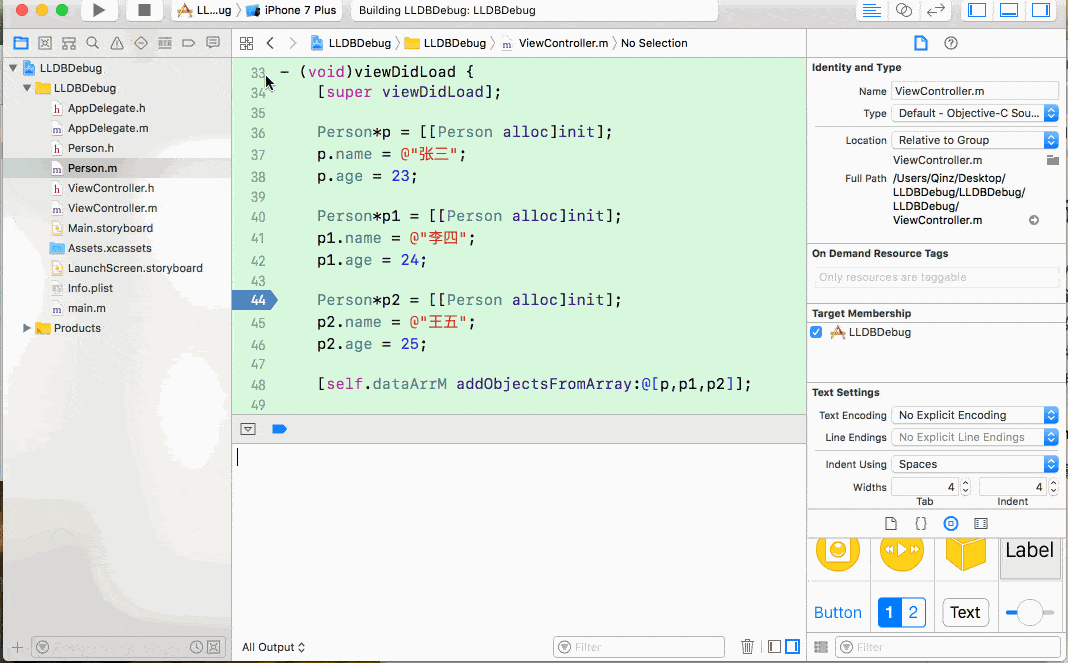 LL...ug
iPhone 7 Plus
Building LLDBDebug: LLDBDebug
LLDBDebug
LLDBDebug
ViewController.m
No Selection
LLDBDebug
LLDBDebug
h AppDelegate.h
m AppDelegate.m
h Person.h
m Person.m
h ViewController.h
m ViewController.m
Main.storyboard
Assets.xcassets
LaunchScreen.storyboard
Info.plist
m main.m
Products
33 - (void)viewDidLoad {
34 [super viewDidLoad];
35
36 Person*p = [[Person alloc]init];
37 p.name = @"张三";
38 p.age = 23;
39
40 Person*p1 = [[Person alloc]init];
41 p1.name = @"李四";
42 p1.age = 24;
43
44 Person*p2 = [[Person alloc]init];
45 p2.name = @"王五";
46 p2.age = 25;
47
48 [self.dataArrM addObjectsFromArray:@[p,p1,p2]];
49
All Output
Filter
Identity and Type
Name ViewController.m
Type Default - Objective-C Sou...
Location Relative to Group
ViewController.m
Full Path /Users/Qinz/Desktop/
LLDBDebug/LLDBDebug/
LLDBDebug/
ViewController.m
On Demand Resource Tags
Only resources are taggable
Target Membership
LLDBDebug
Text Settings
Text Encoding No Explicit Encoding
Line Endings No Explicit Line Endings
Indent Using Spaces
Widths 4 4
Tab Indent
{}
Label
Button 1 2 Text
Filter